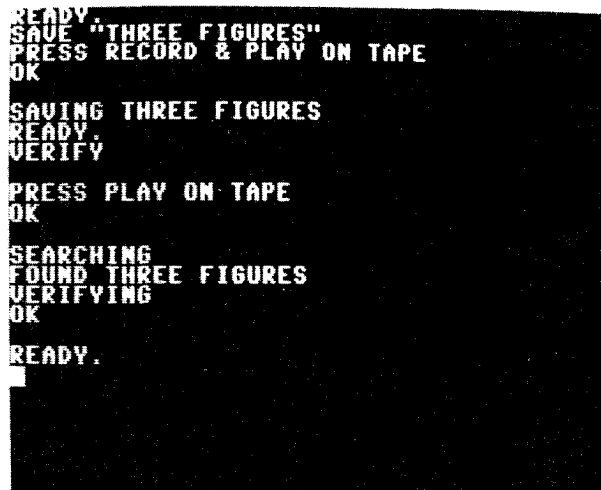 READY.
SAVE "THREE FIGURES"
PRESS RECORD & PLAY ON TAPE
OK
SAVING THREE FIGURES
READY.
VERIFY
PRESS PLAY ON TAPE
OK
SEARCHING
FOUND THREE FIGURES
VERIFYING
OK
READY.